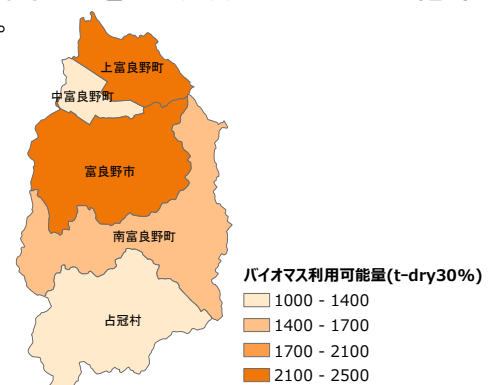 。
上富良野町
中富良野町
富良野市
南富良野町
占冠村
バイオマス利用可能量(t-dry30%)
1000 - 1400
1400 - 1700
1700 - 2100
2100 - 2500